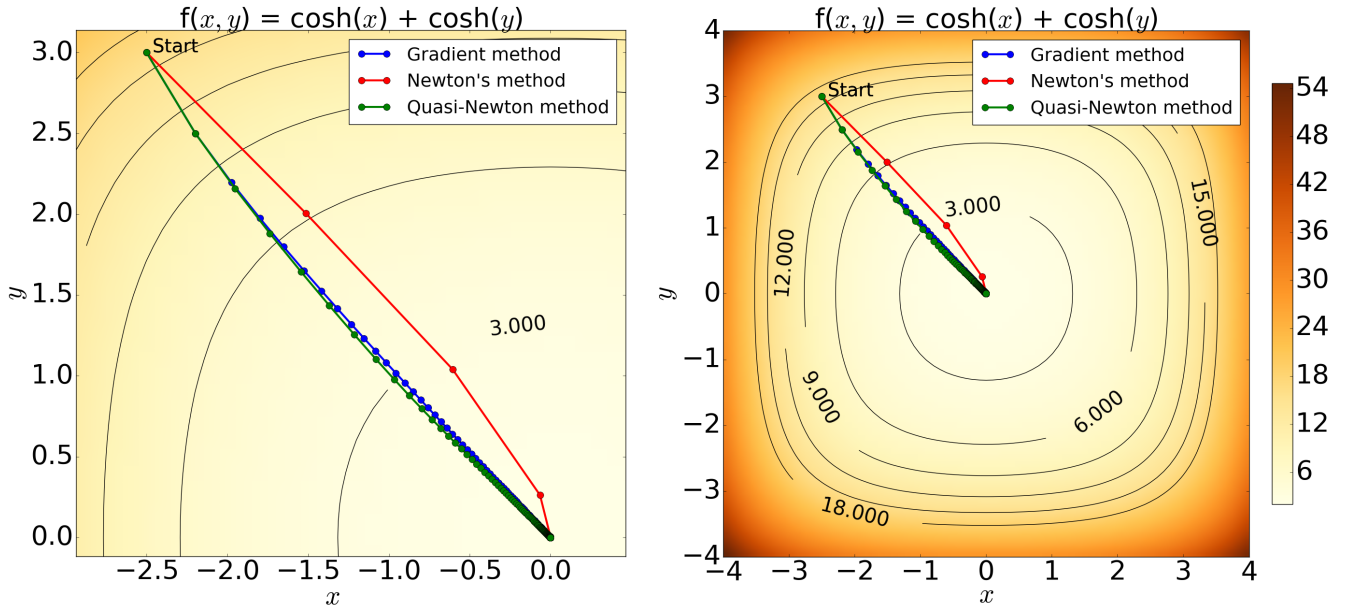 f(x, y) = cosh(x) + cosh(y)
3.0
2.5
2.0
1.5
1.0
0.5
0.0
y
Start
Gradient method
Newton's method
Quasi-Newton method
3.000
−2.5 −2.0 −1.5 −1.0 −0.5 0.0
x
f(x, y) = cosh(x) + cosh(y)
4
3
2
1
0
−1
−2
−3
−4
y
Start
Gradient method
Newton's method
Quasi-Newton method
3.000
15.000
12.000
9.000
6.000
18.000
−4 −3 −2 −1 0 1 2 3 4
x
54
48
42
36
30
24
18
12
6